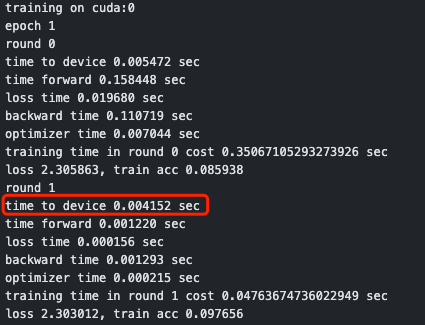 training on cuda:0
epoch 1
round 0
time to device 0.005472 sec
time forward 0.158448 sec
loss time 0.019680 sec
backward time 0.110719 sec
optimizer time 0.007044 sec
training time in round 0 cost 0.35067105293273926 sec
loss 2.305863, train acc 0.085938
round 1
time to device 0.004152 sec
time forward 0.001220 sec
loss time 0.000156 sec
backward time 0.001293 sec
optimizer time 0.000215 sec
training time in round 1 cost 0.04763674736022949 sec
loss 2.303012, train acc 0.097656